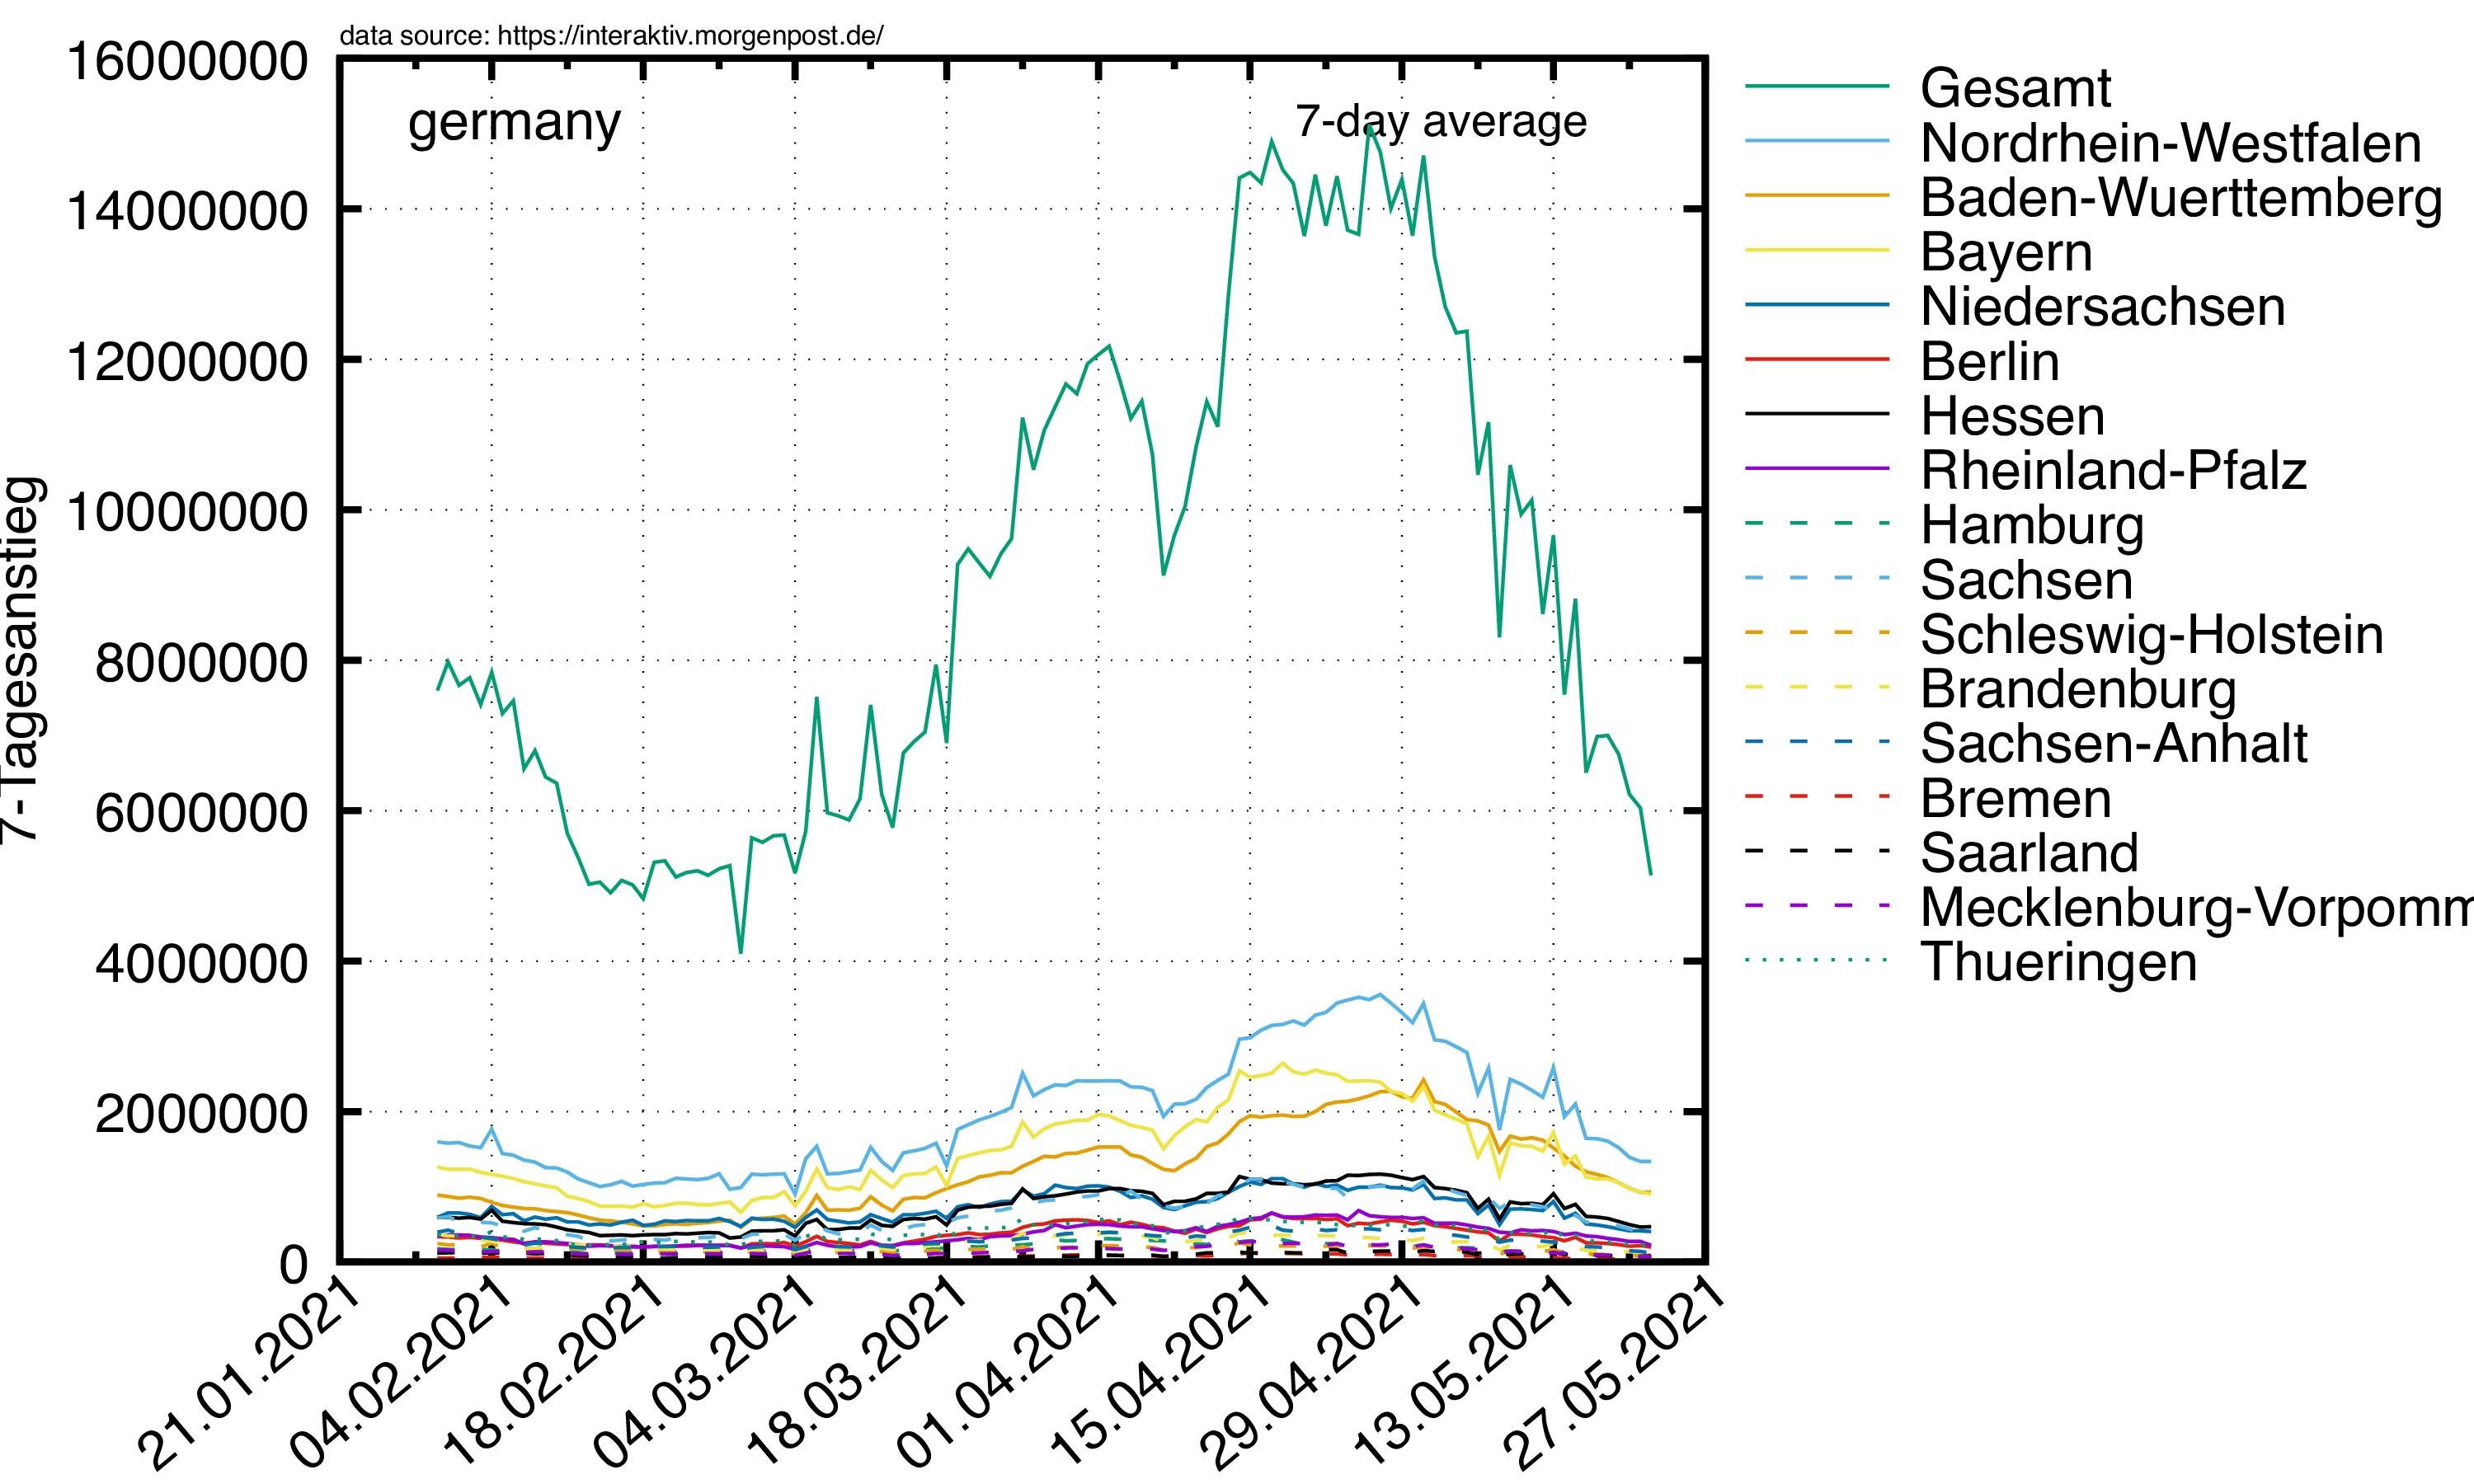 data source: https://interaktiv.morgenpost.de/
germany
7-day average
7-Tagesanstieg
16000000
14000000
12000000
10000000
8000000
6000000
4000000
2000000
0
21.01.2021
04.02.2021
18.02.2021
04.03.2021
18.03.2021
01.04.2021
15.04.2021
29.04.2021
13.05.2021
27.05.2021
Gesamt
Nordrhein-Westfalen
Baden-Wuerttemberg
Bayern
Niedersachsen
Berlin
Hessen
Rheinland-Pfalz
Hamburg
Sachsen
Schleswig-Holstein
Brandenburg
Sachsen-Anhalt
Bremen
Saarland
Mecklenburg-Vorpomm
Thueringen